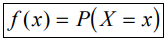 f(x) = P(X = x)